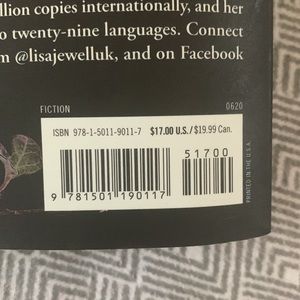 llion copies internationally, and her
o twenty-nine languages. Connect
m @lisajewelluk, and on Facebook
FICTION 0620
ISBN 978-1-5011-9011-7 $17.00 U.S./$19.99 Can.
51700
9 781501 190117
PRINTED IN THE U.S.A.